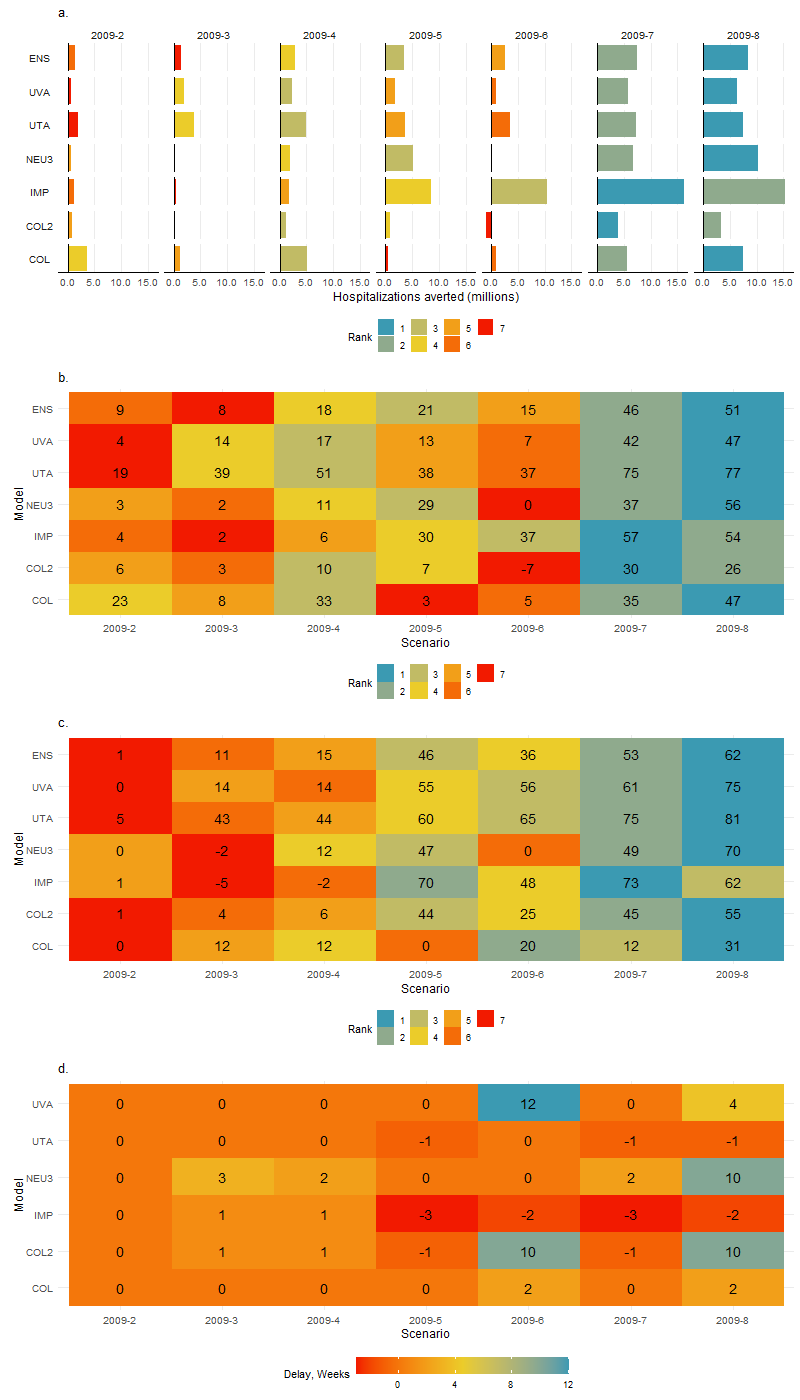 a.
2009-2 2009-3 2009-4 2009-5 2009-6 2009-7 2009-8
ENS
UVA
UTA
NEU3
IMP
COL2
COL
0.0 5.0 10.0 15.0 0.0 5.0 10.0 15.0 0.0 5.0 10.0 15.0 0.0 5.0 10.0 15.0 0.0 5.0 10.0 15.0 0.0 5.0 10.0 15.0 0.0 5.0 10.0 15.0
Hospitalizations averted (millions)
Rank 1 3 5 7
2 4 6
b.
ENS 9 8 18 21 15 46 51
UVA 4 14 17 13 7 42 47
UTA 19 39 51 38 37 75 77
Model
NEU3 3 2 11 29 0 37 56
IMP 4 2 6 30 37 57 54
COL2 6 3 10 7 -7 30 26
COL 23 8 33 3 5 35 47
2009-2 2009-3 2009-4 2009-5 2009-6 2009-7 2009-8
Scenario
Rank 1 3 5 7
2 4 6
c.
ENS 1 11 15 46 36 53 62
UVA 0 14 14 55 56 61 75
UTA 5 43 44 60 65 75 81
Model
NEU3 0 -2 12 47 0 49 70
IMP 1 -5 -2 70 48 73 62
COL2 1 4 6 44 25 45 55
COL 0 12 12 0 20 12 31
2009-2 2009-3 2009-4 2009-5 2009-6 2009-7 2009-8
Scenario
Rank 1 3 5 7
2 4 6
d.
UVA 0 0 0 0 12 0 4
UTA 0 0 0 -1 0 -1 -1
NEU3 0 3 2 0 0 2 10
Model
IMP 0 1 1 -3 -2 -3 -2
COL2 0 1 1 -1 10 -1 10
COL 0 0 0 0 2 0 2
2009-2 2009-3 2009-4 2009-5 2009-6 2009-7 2009-8
Scenario
Delay, Weeks
0 4 8 12